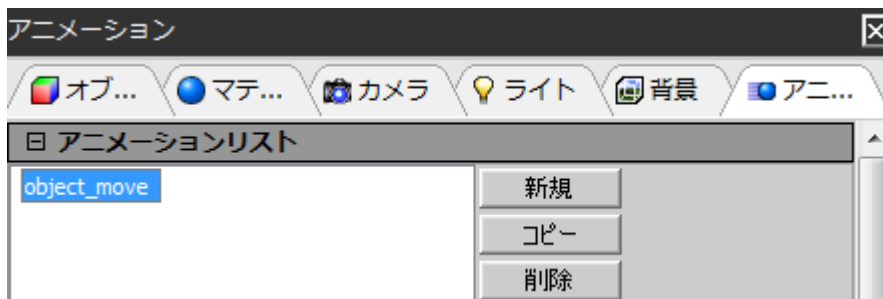 アニメーション
オブ... マテ... カメラ ライト 背景 アニ...
アニメーションリスト
object_move
新規
コピー
削除